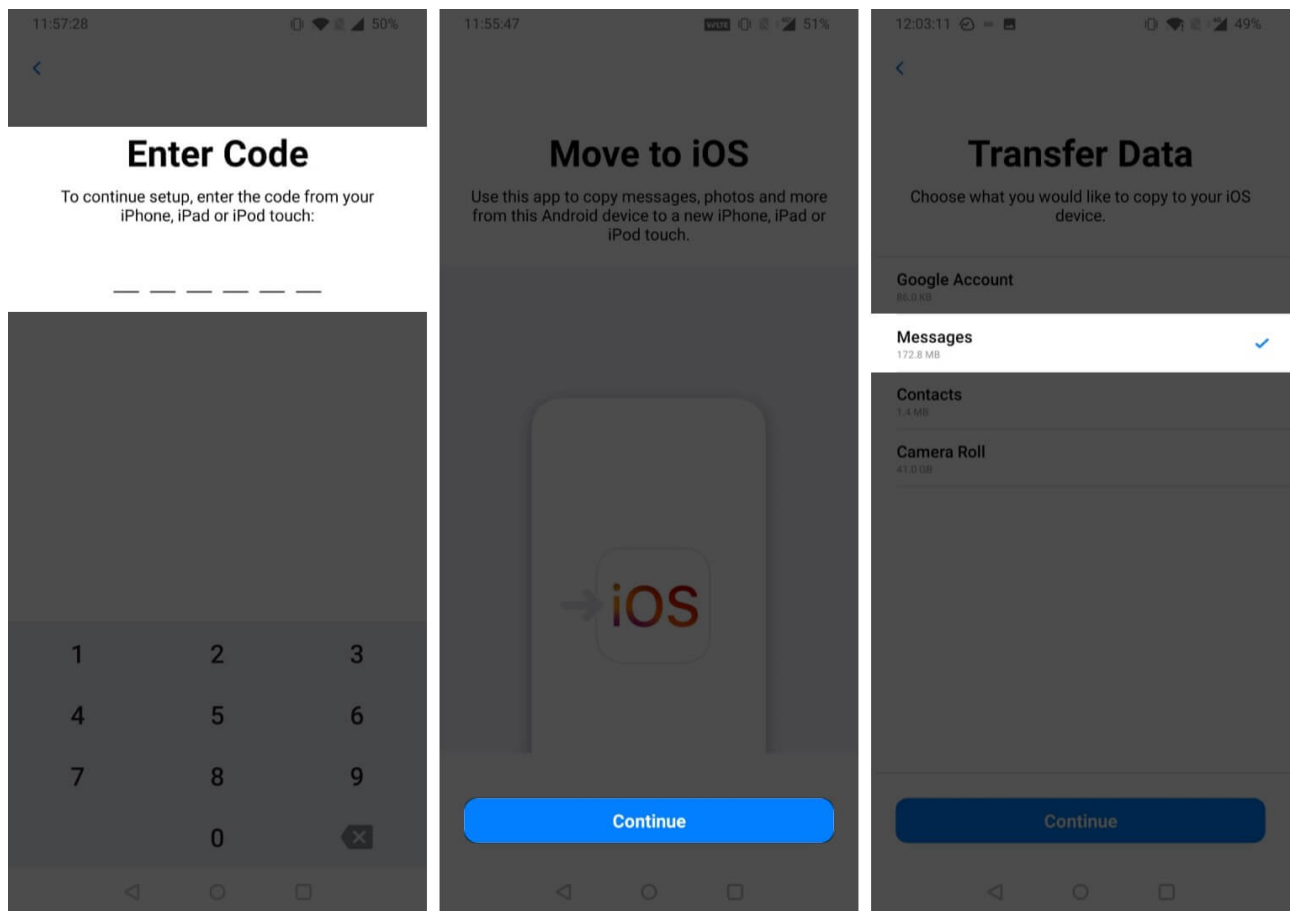 11:57:28
50%
Enter Code
To continue setup, enter the code from your
iPhone, iPad or iPod touch:
1 2 3
4 5 6
7 8 9
0
11:55:47
VoLTE
51%
Move to iOS
Use this app to copy messages, photos and more
from this Android device to a new iPhone, iPad or
iPod touch.
iOS
Continue
12:03:11
49%
Transfer Data
Choose what you would like to copy to your iOS
device.
Google Account
86.0 KB
Messages
172.8 MB
Contacts
1.4 MB
Camera Roll
41.0 GB
Continue